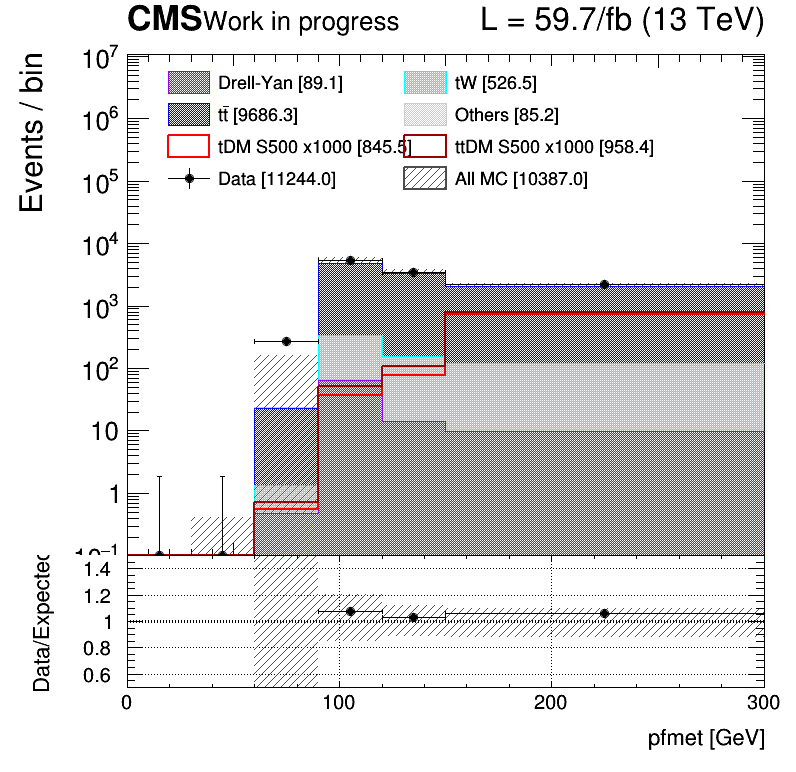 CMS Work in progress L = 59.7/fb (13 TeV)
Events / bin
10⁷
10⁶
10⁵
10⁴
10³
10²
10
1
10⁻¹
Drell-Yan [89.1] tW [526.5]
tt̄ [9686.3] Others [85.2]
tDM S500 x1000 [845.5] ttDM S500 x1000 [958.4]
Data [11244.0] All MC [10387.0]
Data/Expected
1.4
1.2
1
0.8
0.6
0 100 200 300
pfmet [GeV]